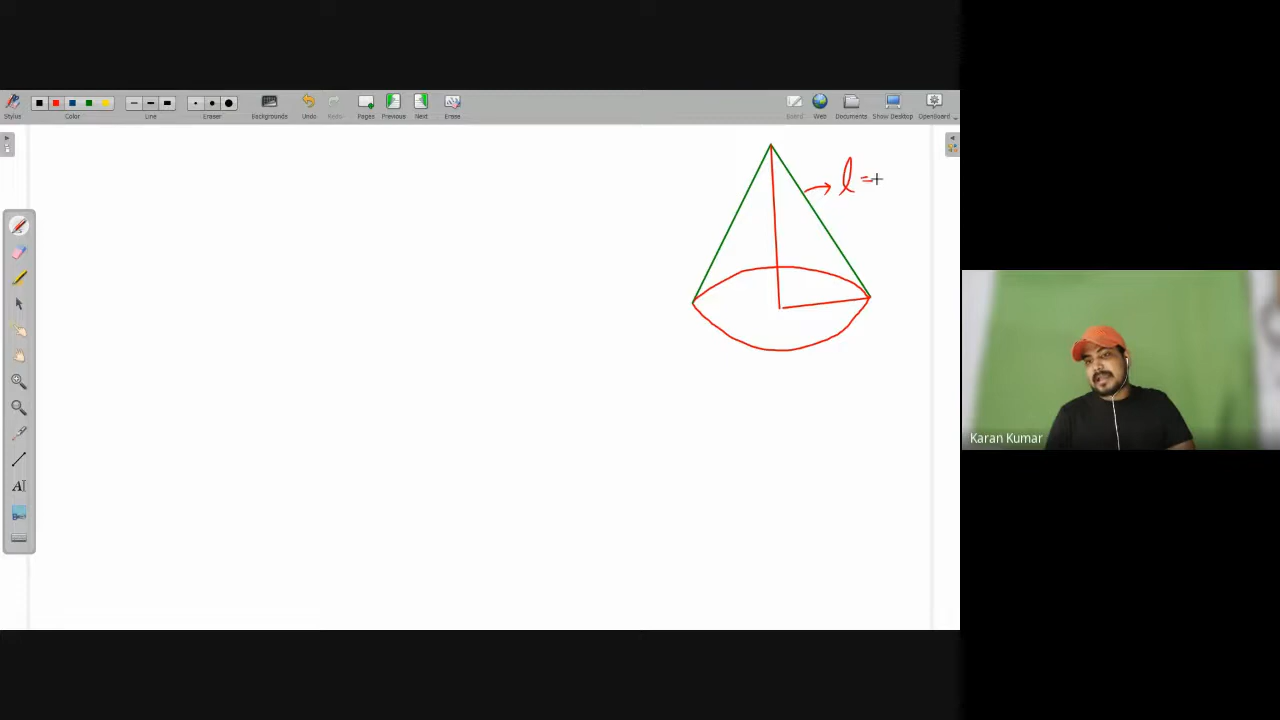 Stylus Color Line Eraser Backgrounds Undo Redo Pages Previous Next Erase Board Web Documents Show Desktop OpenBoard
l =
AI
Karan Kumar